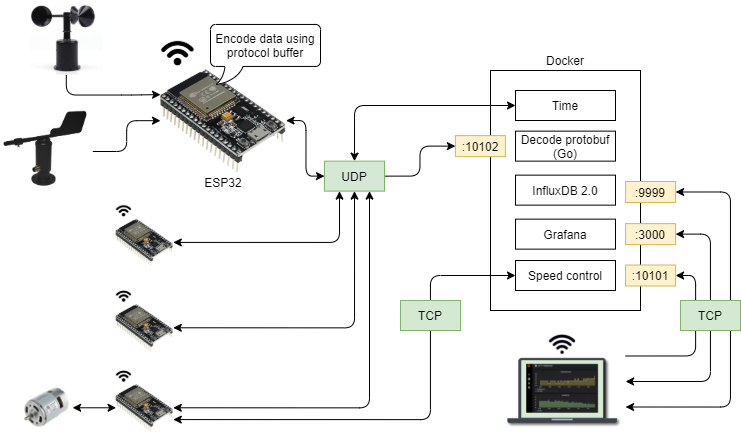 Encode data using
protocol buffer
ESP32
UDP
Docker
Time
:10102
Decode protobuf
(Go)
InfluxDB 2.0
:9999
Grafana
:3000
Speed control
:10101
TCP
TCP